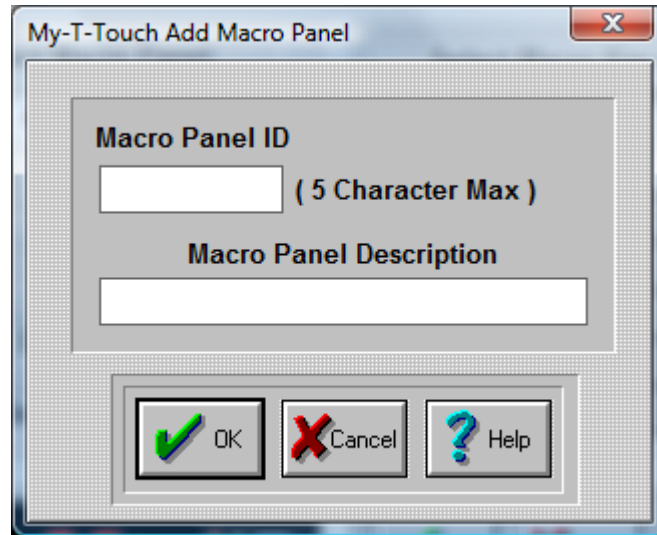 My-T-Touch Add Macro Panel
Macro Panel ID
( 5 Character Max )
Macro Panel Description
OK Cancel Help